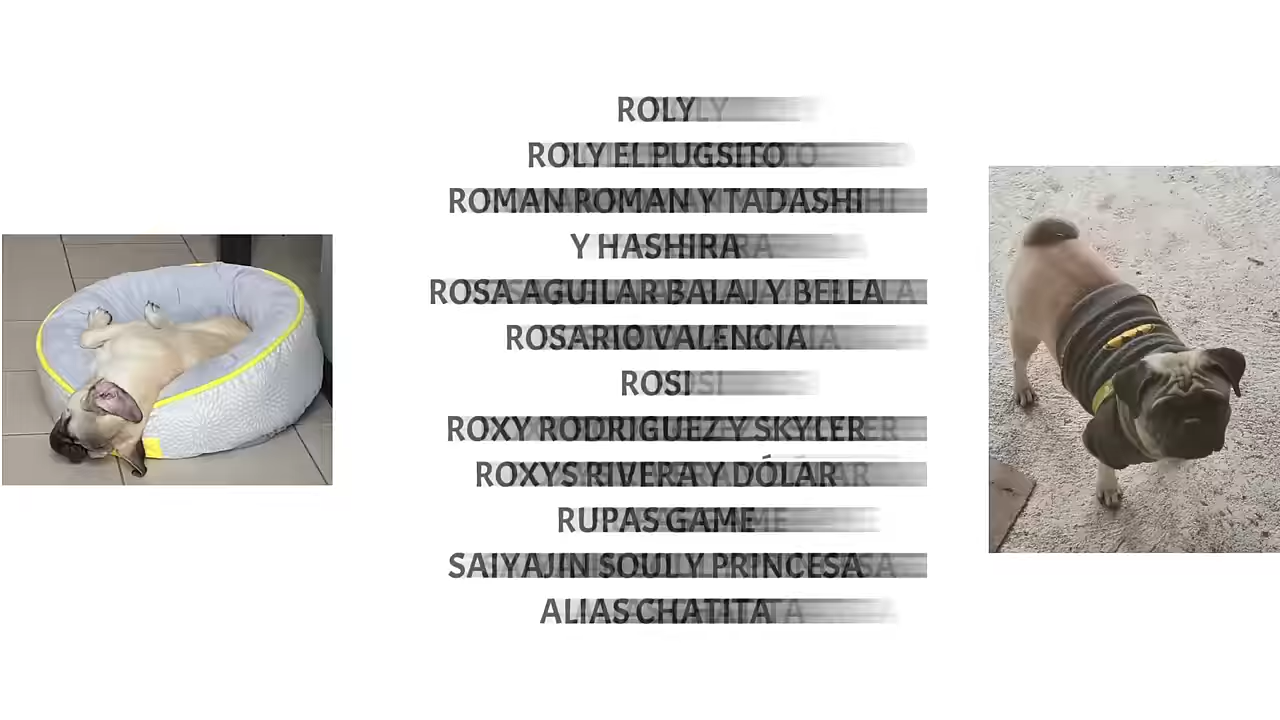 ROLY
ROLY EL PUGSITO
ROMAN ROMAN Y TADASHI
Y HASHIRA
ROSA AGUILAR BALAJ Y BELLA
ROSARIO VALENCIA
ROSI
ROXY RODRIGUEZ Y SKYLER
ROXYS RIVERA Y DÓLAR
RUPAS GAME
SAIYAJIN SOUL Y PRINCESA
ALIAS CHATITA